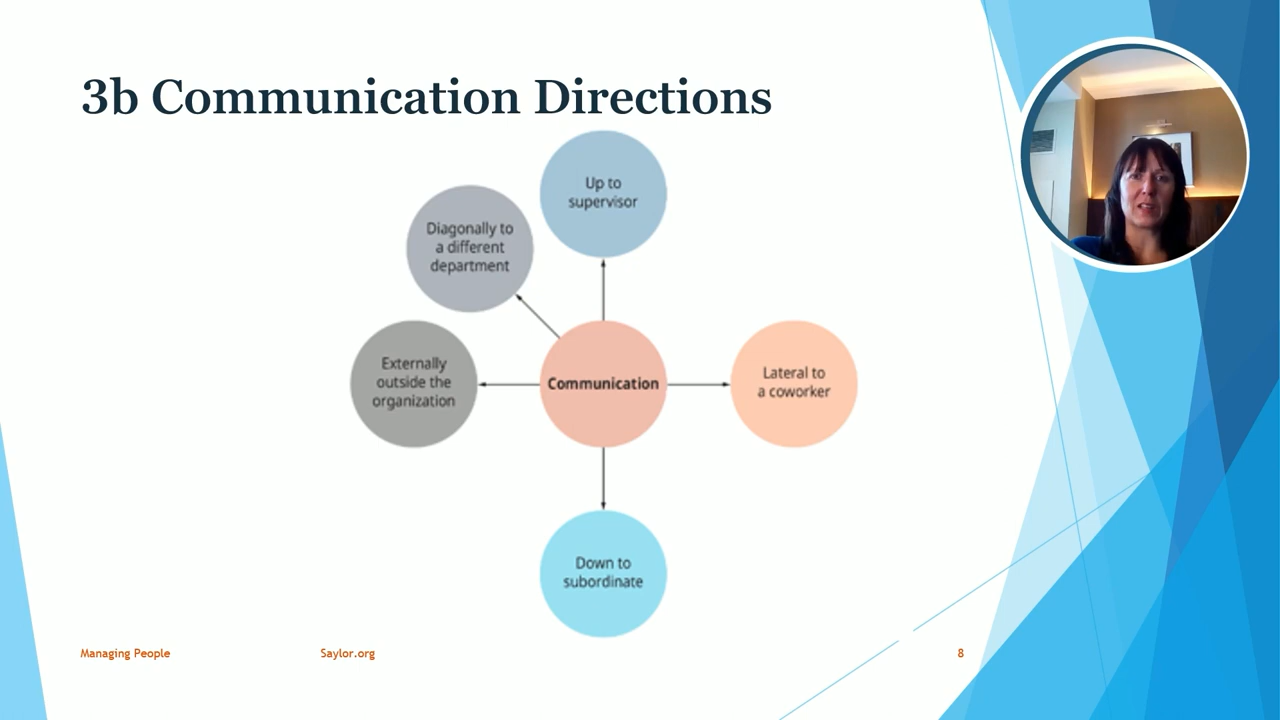 3b Communication Directions
Up to
supervisor
Diagonally to
a different
department
Externally
outside the
organization
Communication
Lateral to
a coworker
Down to
subordinate
Managing People
Saylor.org
8